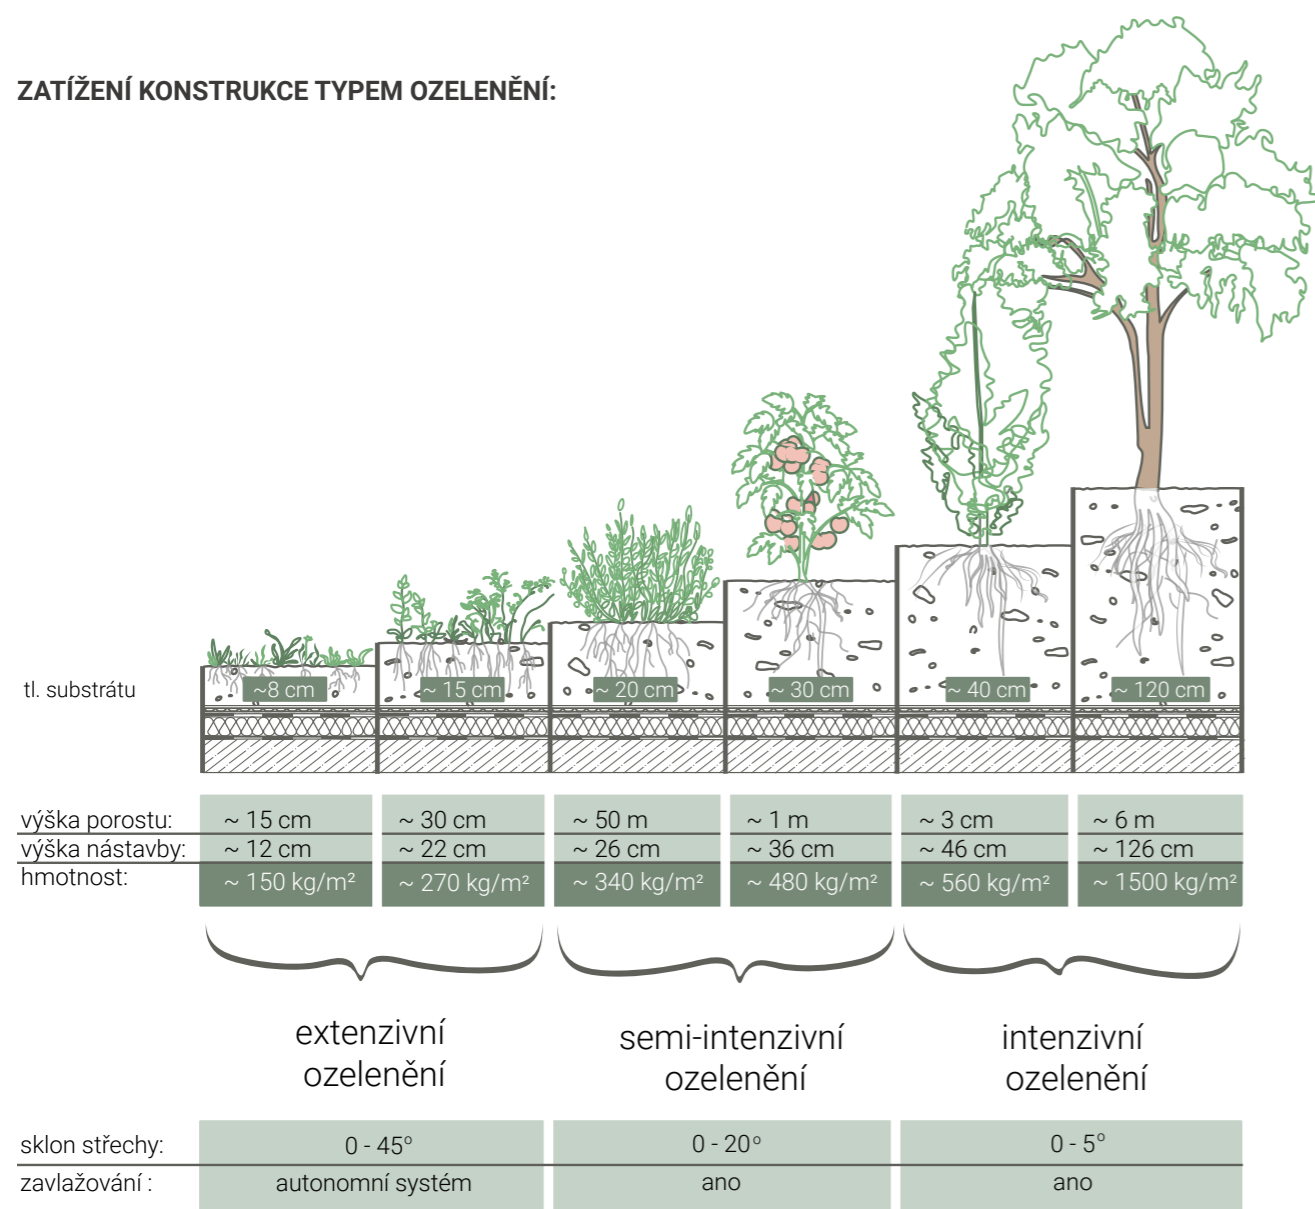 ZATÍŽENÍ KONSTRUKCE TYPEM OZELENĚNÍ:
tl. substrátu ~8 cm ~ 15 cm ~ 20 cm ~ 30 cm ~ 40 cm ~ 120 cm
výška porostu: ~ 15 cm ~ 30 cm ~ 50 m ~ 1 m ~ 3 cm ~ 6 m
výška nástavby: ~ 12 cm ~ 22 cm ~ 26 cm ~ 36 cm ~ 46 cm ~ 126 cm
hmotnost: ~ 150 kg/m² ~ 270 kg/m² ~ 340 kg/m² ~ 480 kg/m² ~ 560 kg/m² ~ 1500 kg/m²
extenzivní
ozelenění
semi-intenzivní
ozelenění
intenzivní
ozelenění
sklon střechy: 0 - 45° 0 - 20° 0 - 5°
zavlažování : autonomní systém ano ano